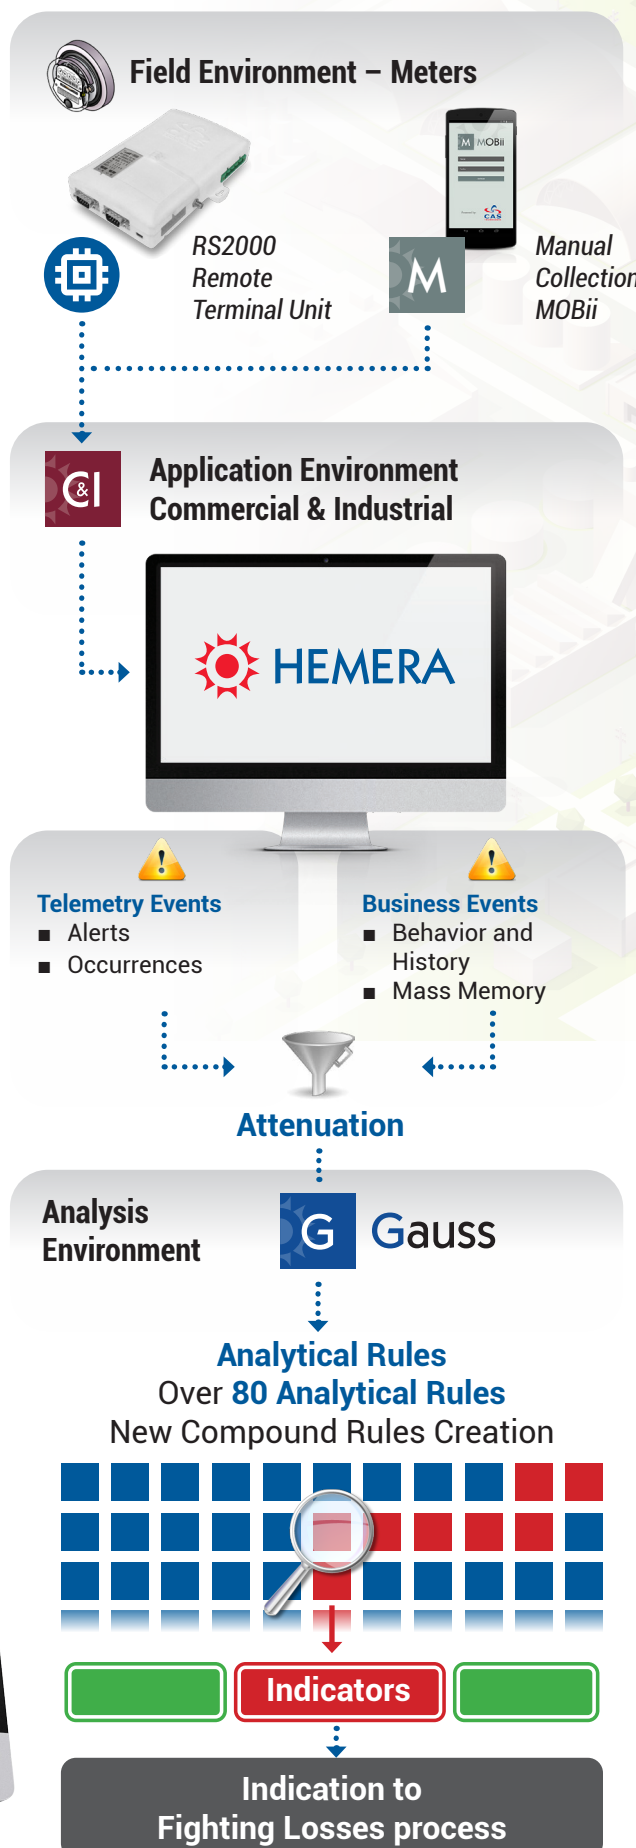 Field Environment – Meters
M MOBii
CAS
RS2000
Remote
Terminal Unit
M
Manual
Collection
MOBii
C&I
Application Environment
Commercial & Industrial
HEMERA
Telemetry Events
■ Alerts
■ Occurrences
Business Events
■ Behavior and
History
■ Mass Memory
Attenuation
Analysis
Environment
G Gauss
Analytical Rules
Over 80 Analytical Rules
New Compound Rules Creation
Indicators
Indication to
Fighting Losses process